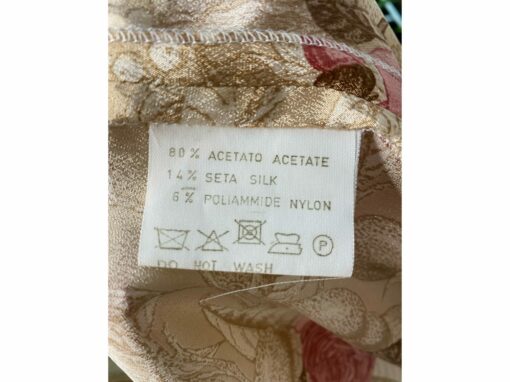 80% ACETATO ACETATE
14% SETA SILK
6% POLIAMMIDE NYLON
P
DO NOT WASH